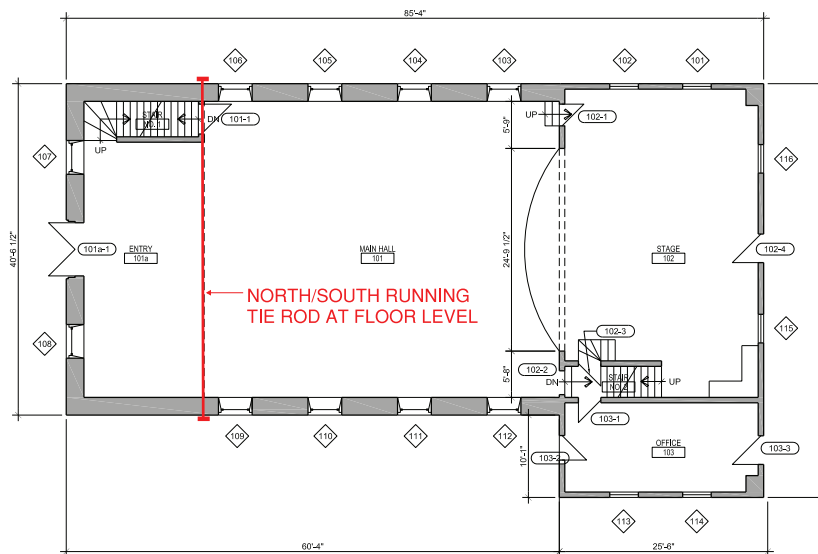 85'-4"
106
105
104
103
102
101
STAIR
NO. 1
DN
101-1
UP
102-1
UP
5'-9"
107
116
40'-6 1/2"
101a-1
ENTRY
101a
MAIN HALL
101
24'-9 1/2"
STAGE
102
102-4
NORTH/SOUTH RUNNING
TIE ROD AT FLOOR LEVEL
108
115
102-3
102-2
5'-8"
DN
STAIR
NO. 2
UP
103-1
109
110
111
112
10'-1"
103-2
OFFICE
103
103-3
113
114
60'-4"
25'-6"